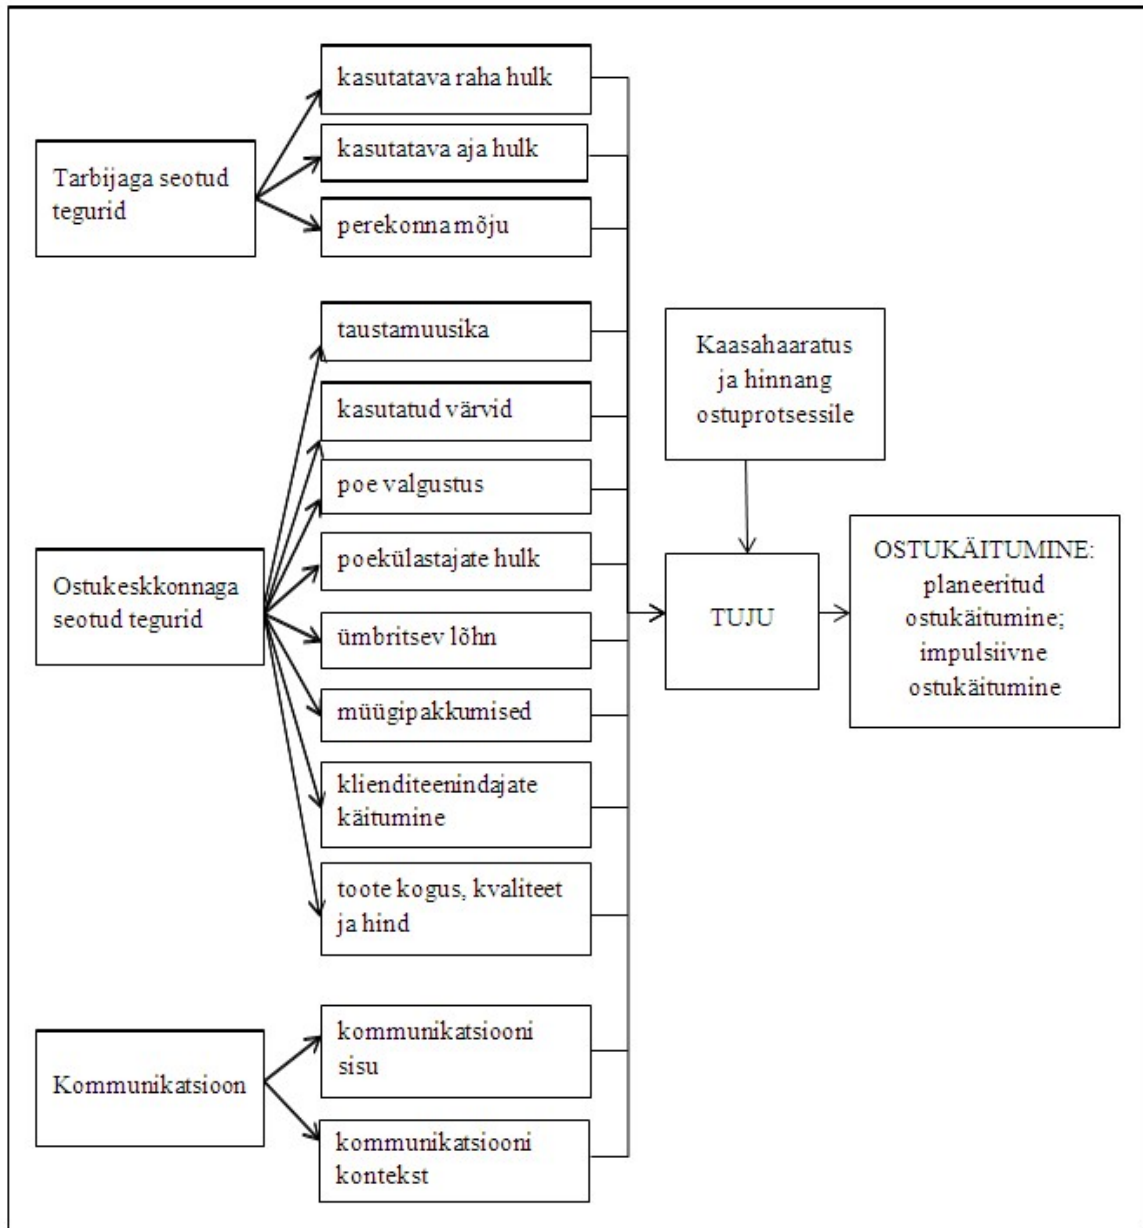 Tarbijaga seotud
tegurid
kasutatava raha hulk
kasutatava aja hulk
perekonna mõju
Ostukeskkonnaga
seotud tegurid
taustamuusika
kasutatud värvid
poe valgustus
poekülastajate hulk
ümbritsev lõhn
müügipakkumised
klienditeenindajate
käitumine
toote kogus, kvaliteet
ja hind
Kommunikatsioon
kommunikatsiooni
sisu
kommunikatsiooni
kontekst
Kaasahaaratus
ja hinnang
ostuprotsessile
TUJU
OSTUKÄITUMINE:
planeeritud
ostukäitumine;
impulsiivne
ostukäitumine